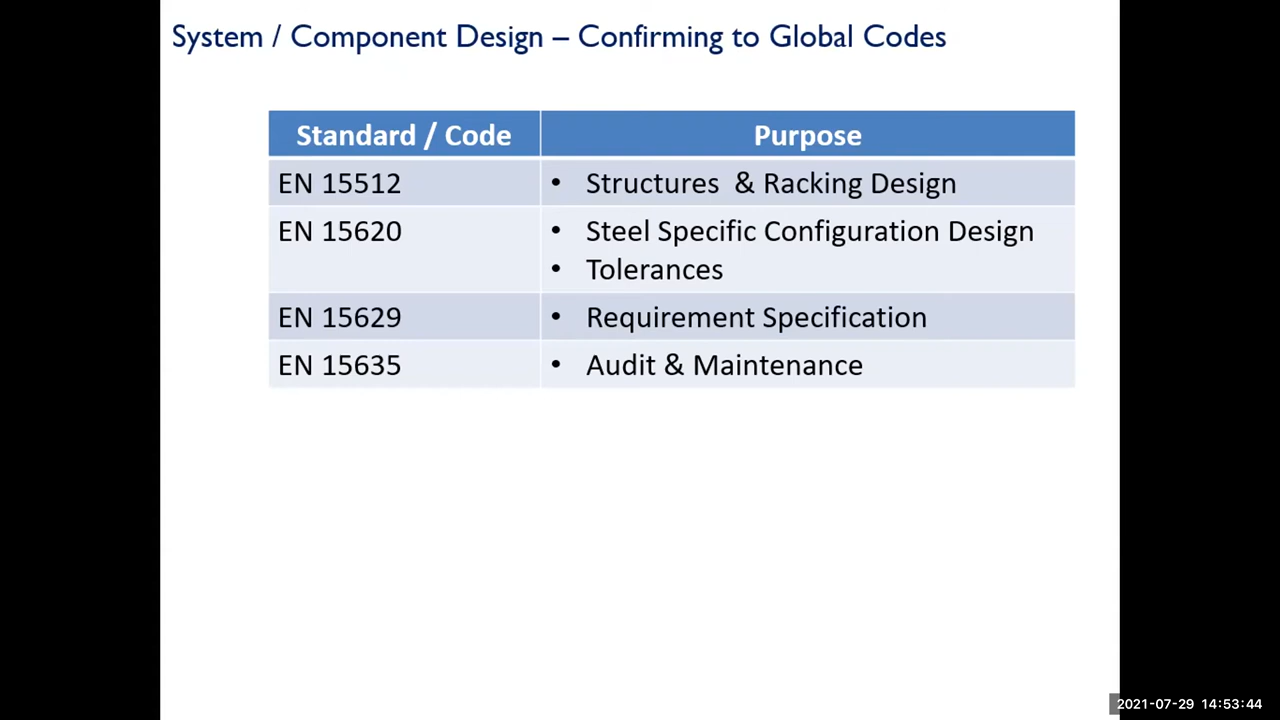 System / Component Design – Confirming to Global Codes
Standard / Code
Purpose
EN 15512
• Structures & Racking Design
EN 15620
• Steel Specific Configuration Design
• Tolerances
EN 15629
• Requirement Specification
EN 15635
• Audit & Maintenance
2021-07-29 14:53:44